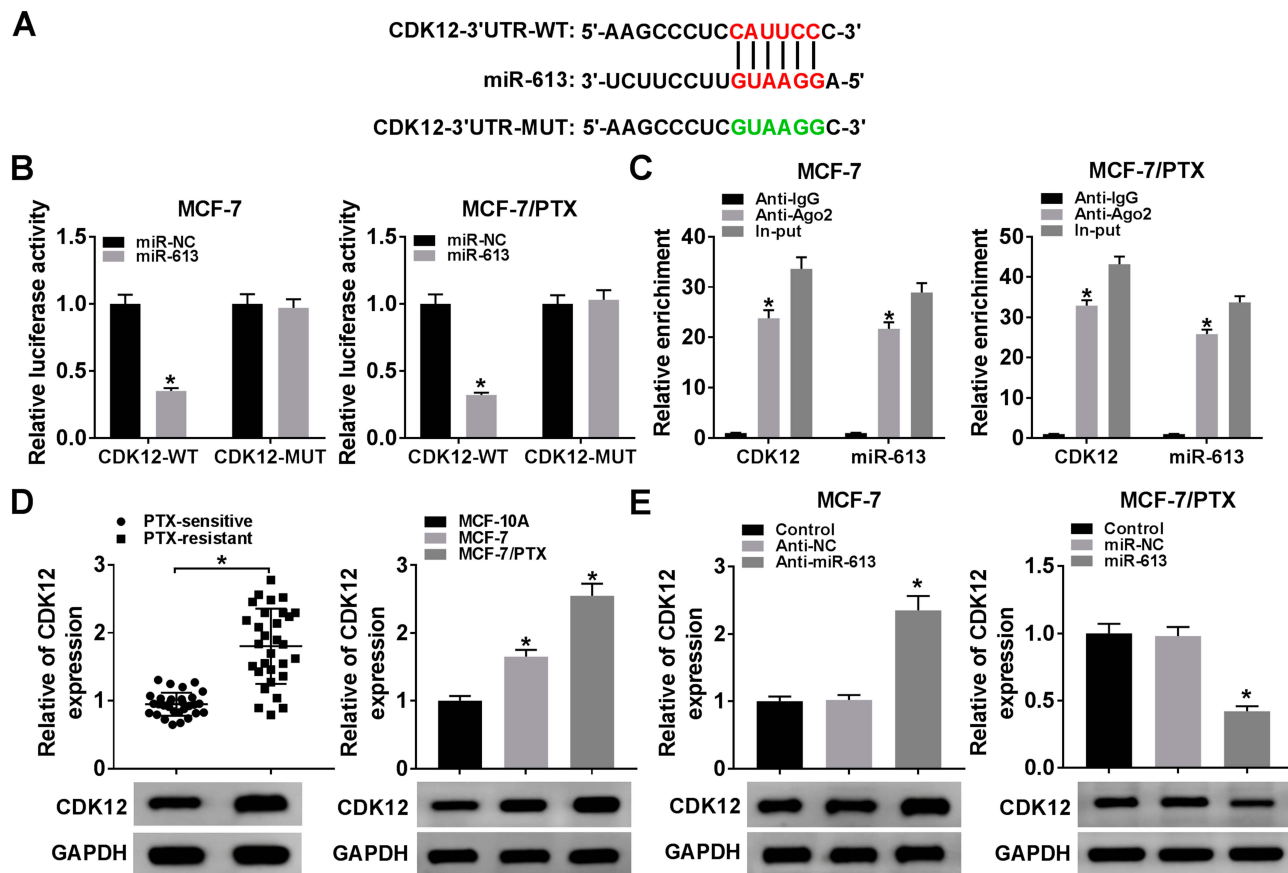 A
CDK12-3'UTR-WT: 5'-AAGCCCUCCAUUCCC-3'
miR-613: 3'-UCUUCCUUGUAAGGA-5'
CDK12-3'UTR-MUT: 5'-AAGCCCUCGUAAGGC-3'
B
MCF-7
miR-NC
miR-613
Relative luciferase activity
1.5
1.0
0.5
0.0
*
CDK12-WT CDK12-MUT
MCF-7/PTX
miR-NC
miR-613
Relative luciferase activity
1.5
1.0
0.5
0.0
*
CDK12-WT CDK12-MUT
C
MCF-7
Anti-IgG
Anti-Ago2
In-put
Relative enrichment
40
30
20
10
0
* *
CDK12 miR-613
MCF-7/PTX
Anti-IgG
Anti-Ago2
In-put
Relative enrichment
50
40
30
20
10
0
* *
CDK12 miR-613
D
PTX-sensitive
PTX-resistant
*
Relative of CDK12
expression
3
2
1
0
CDK12
GAPDH
MCF-10A
MCF-7
MCF-7/PTX
Relative of CDK12
expression
3
2
1
0
* *
CDK12
GAPDH
E
MCF-7
Control
Anti-NC
Anti-miR-613
Relative of CDK12
expression
3
2
1
0
*
CDK12
GAPDH
MCF-7/PTX
Control
miR-NC
miR-613
Relative of CDK12
expression
1.5
1.0
0.5
0.0
*
CDK12
GAPDH